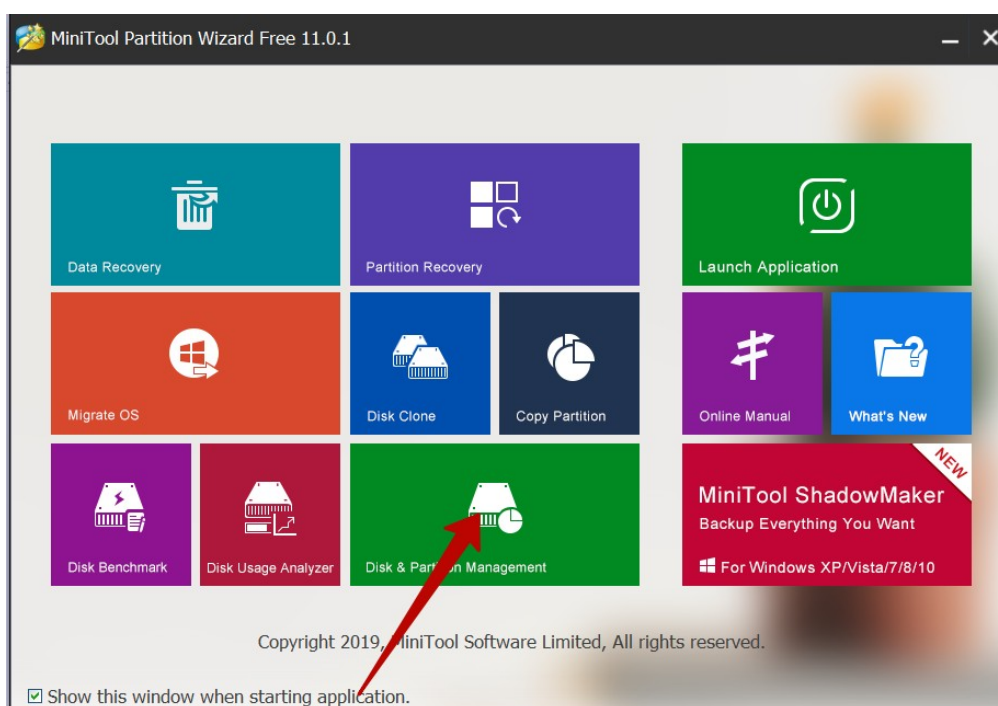 MiniTool Partition Wizard Free 11.0.1
Data Recovery
Partition Recovery
Launch Application
Migrate OS
Disk Clone
Copy Partition
Online Manual
What's New
NEW
MiniTool ShadowMaker
Backup Everything You Want
For Windows XP/Vista/7/8/10
Disk Benchmark
Disk Usage Analyzer
Disk & Partition Management
Copyright 2019, MiniTool Software Limited, All rights reserved.
Show this window when starting application.